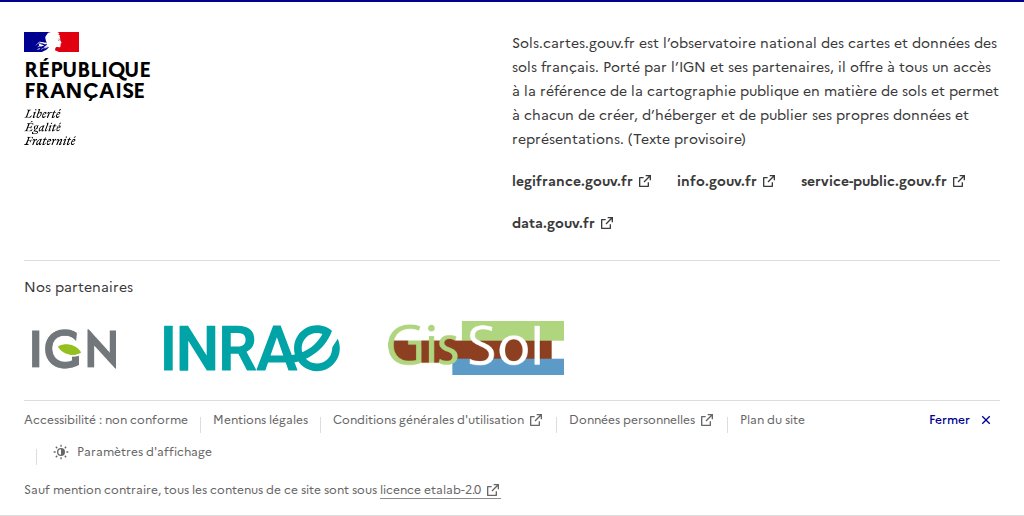 RÉPUBLIQUE
FRANÇAISE
Liberté
Égalité
Fraternité
Sols.cartes.gouv.fr est l’observatoire national des cartes et données des
sols français. Porté par l’IGN et ses partenaires, il offre à tous un accès
à la référence de la cartographie publique en matière de sols et permet
à chacun de créer, d’héberger et de publier ses propres données et
représentations. (Texte provisoire)
legifrance.gouv.fr info.gouv.fr service-public.gouv.fr
data.gouv.fr
Nos partenaires
IGN INRAE Gis Sol
Accessibilité : non conforme Mentions légales Conditions générales d'utilisation Données personnelles Plan du site Fermer
Paramètres d'affichage
Sauf mention contraire, tous les contenus de ce site sont sous licence etalab-2.0